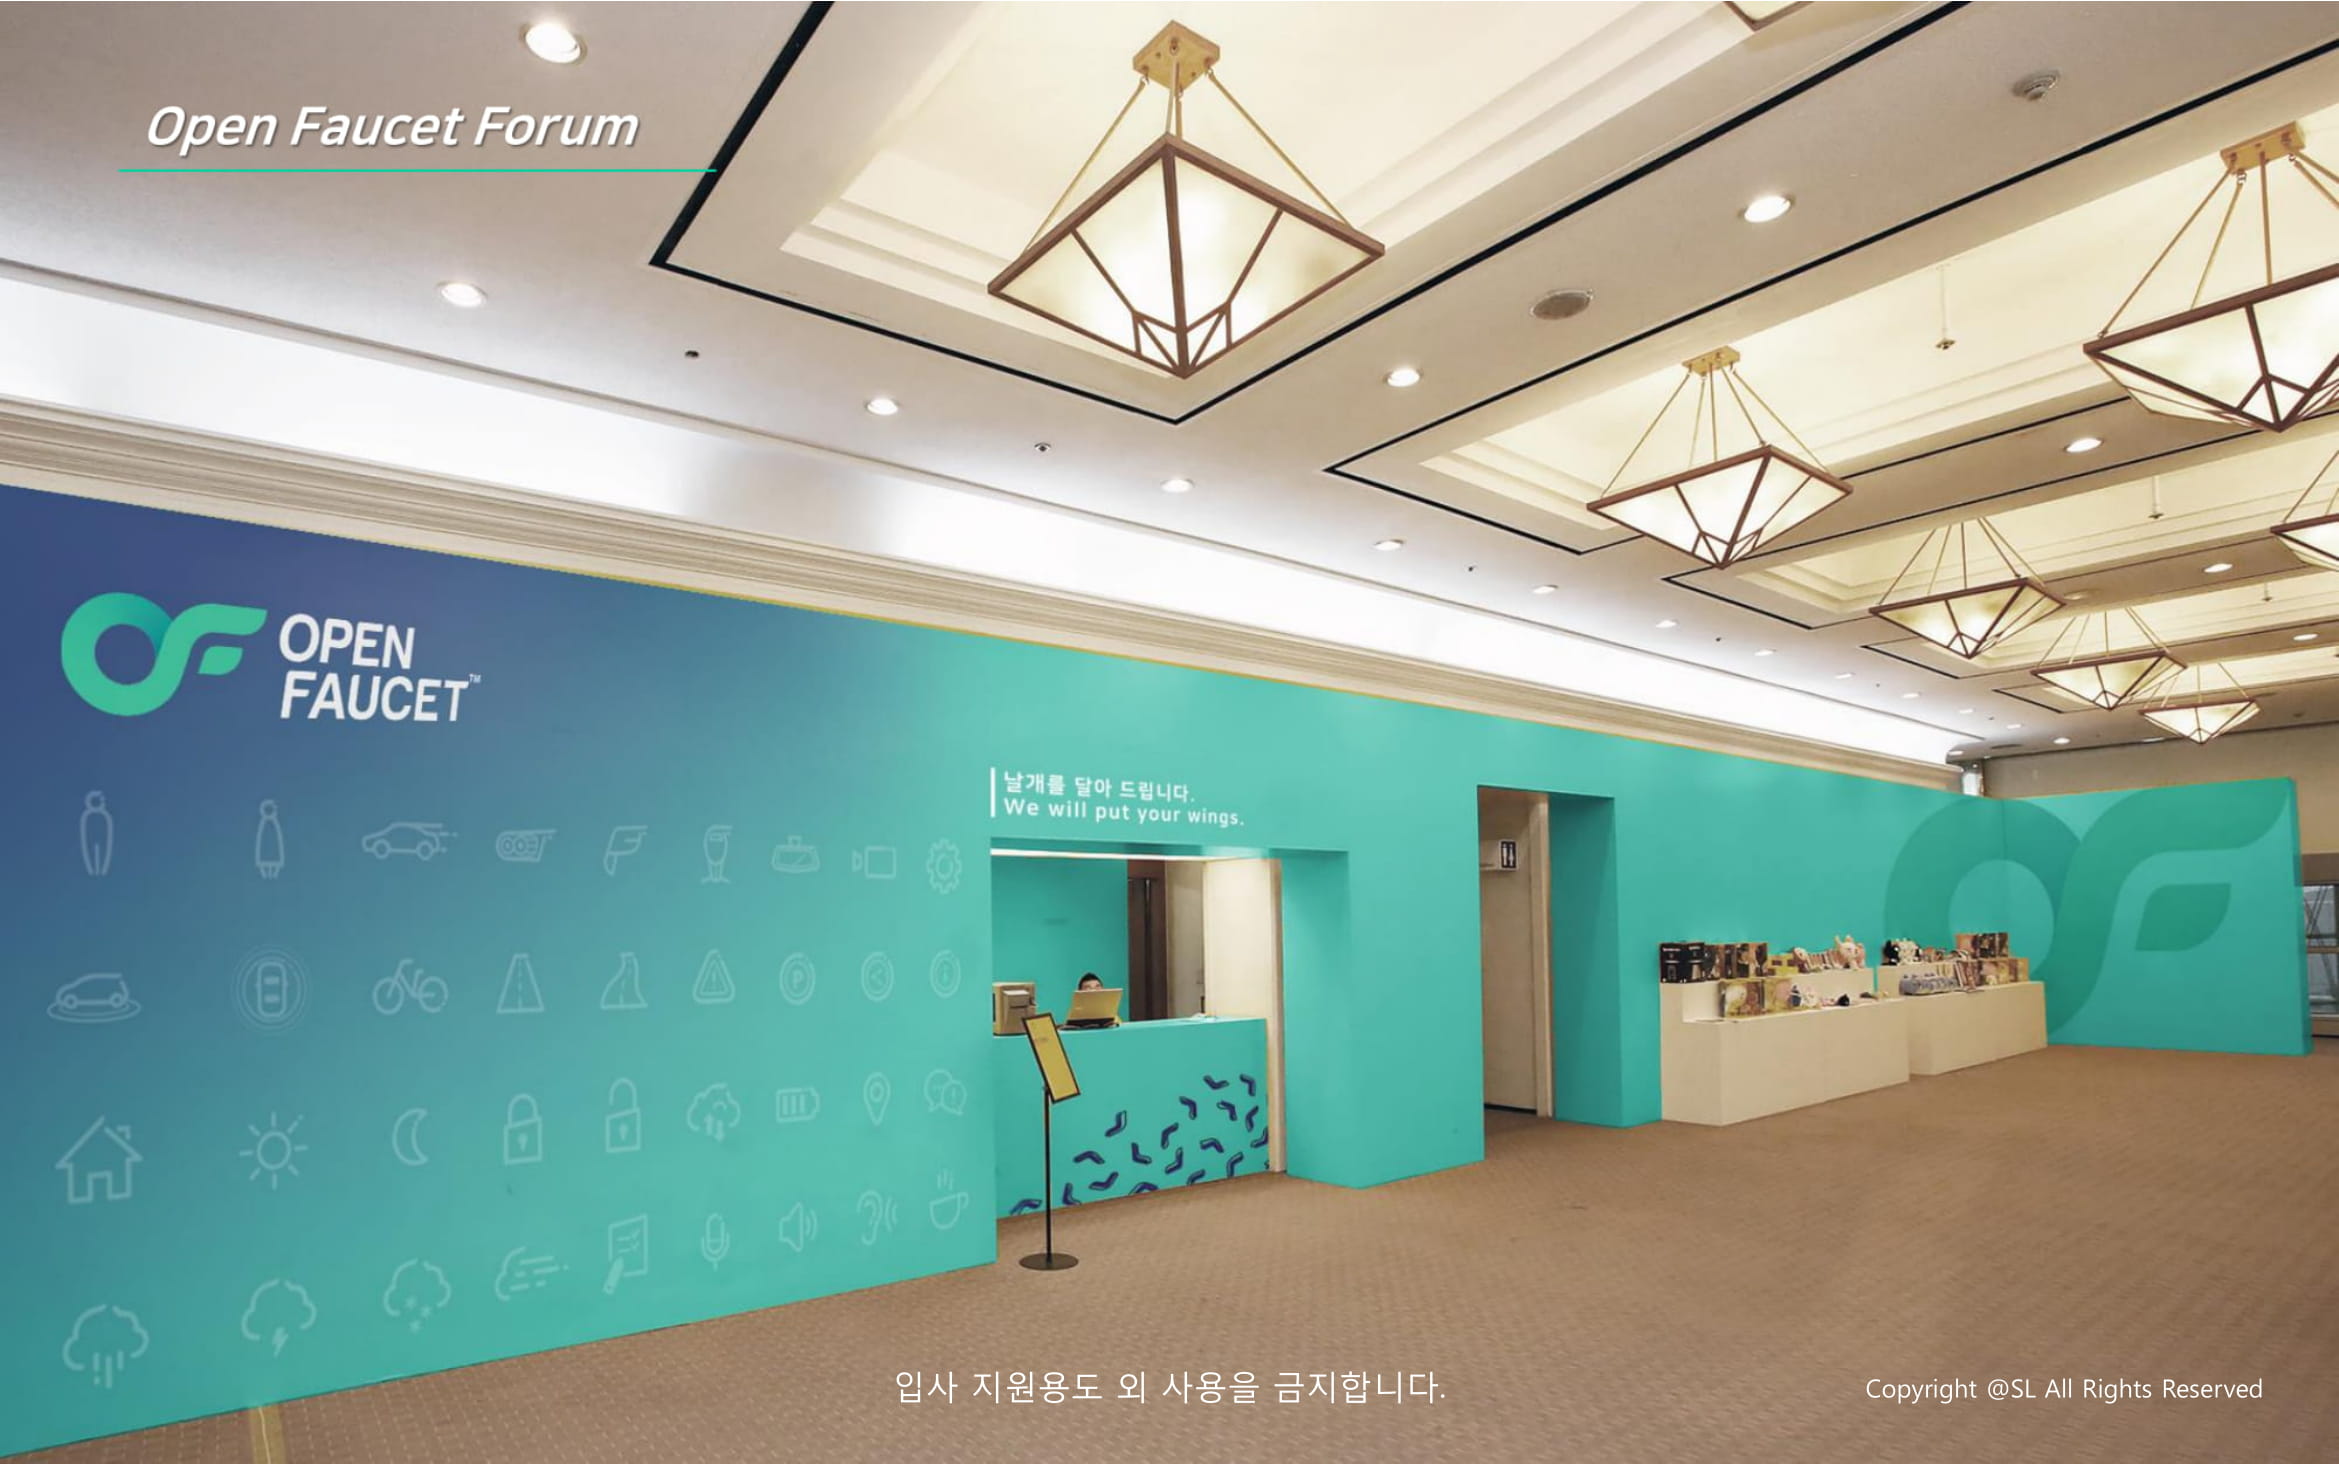 Open Faucet Forum
OPEN
FAUCET™
날개를 달아 드립니다.
We will put your wings.
입사 지원용도 외 사용을 금지합니다.
Copyright @SL All Rights Reserved